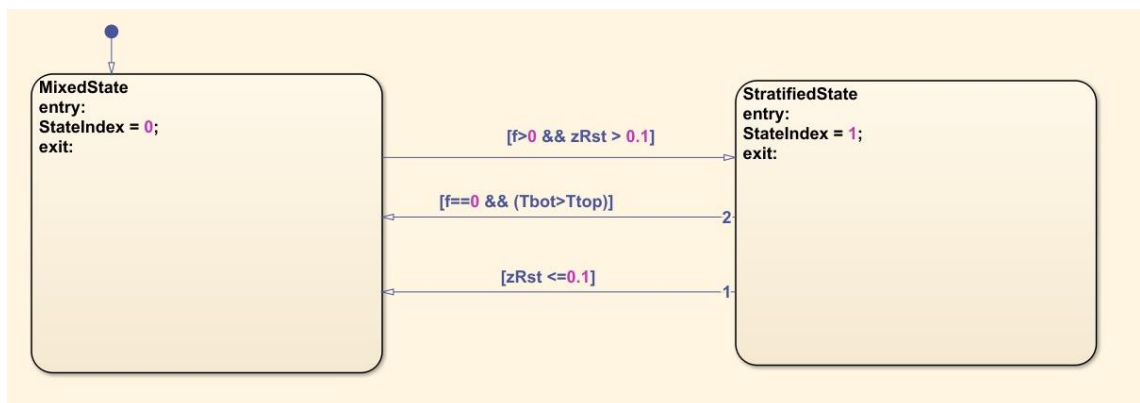 MixedState
entry:
StateIndex = 0;
exit:
[f>0 && zRst > 0.1]
[f==0 && (Tbot>Ttop)]
2
[zRst <=0.1]
1
StratifiedState
entry:
StateIndex = 1;
exit: